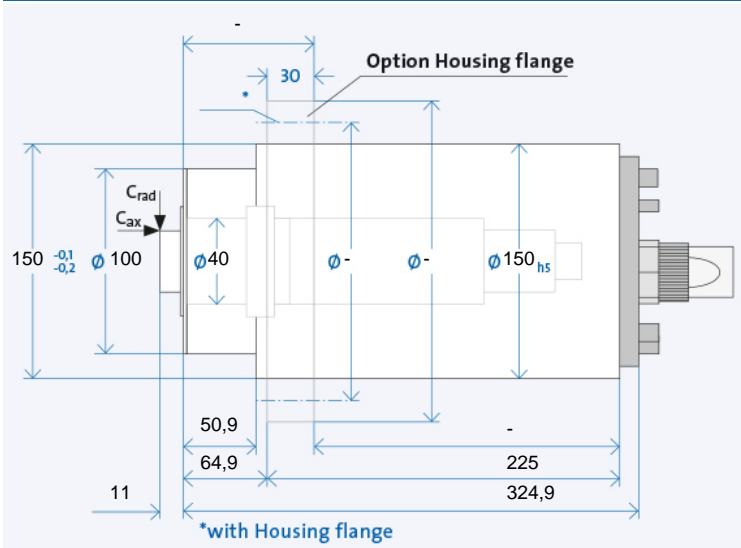 -
30
Option Housing flange
*
Crad
Cax
150 -0,1 -0,2
Ø 100
Ø40
Ø-
Ø-
Ø150 h5
50,9
-
64,9
225
11
324,9
*with Housing flange